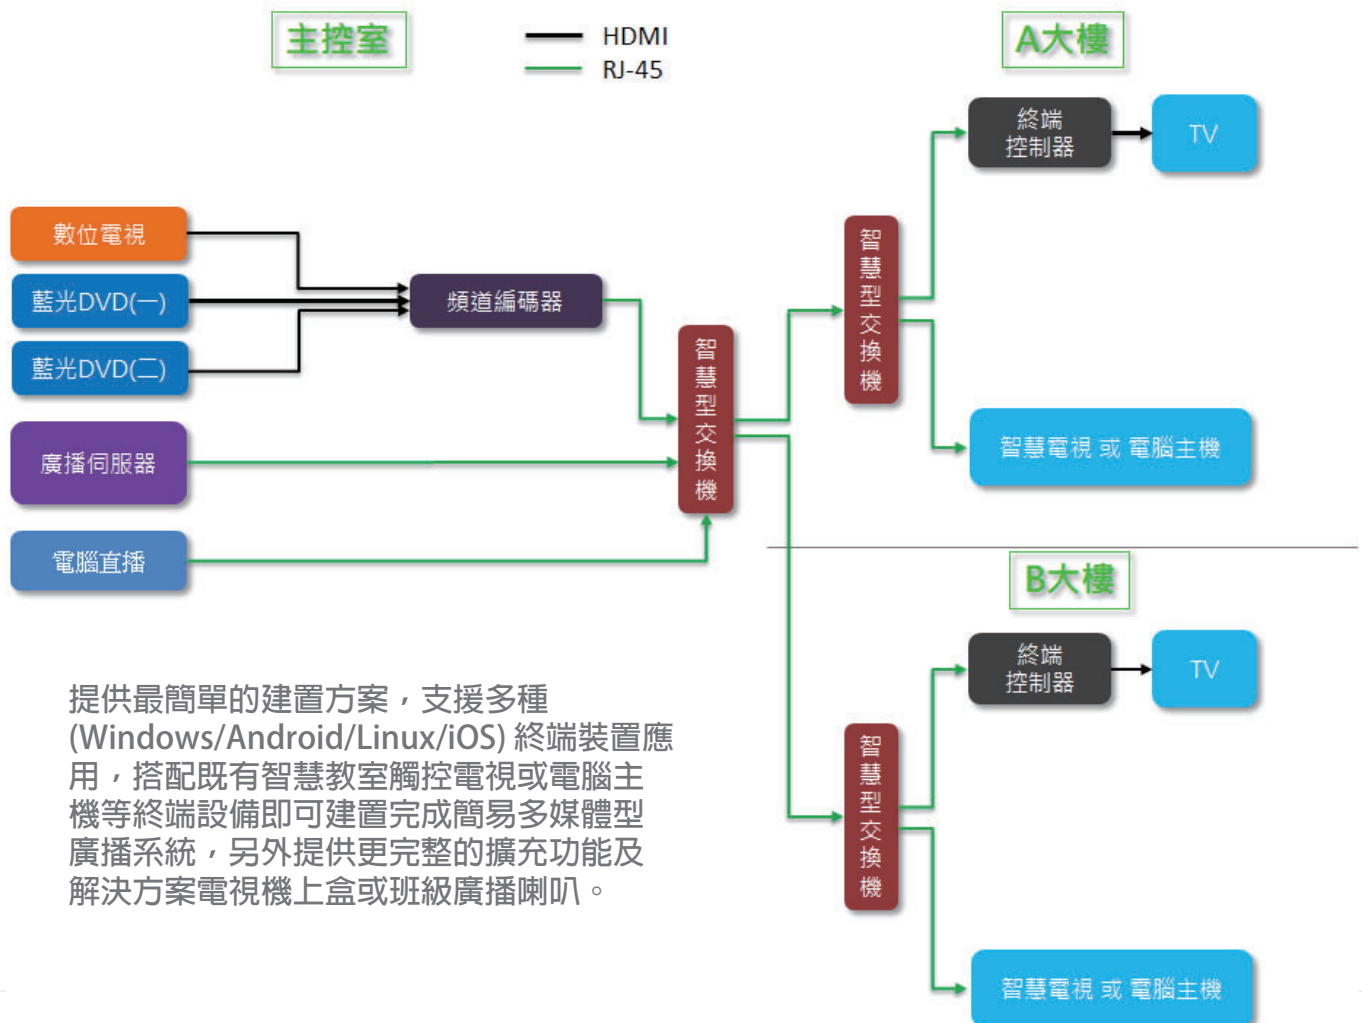 主控室
HDMI
RJ-45
A大樓
終端
控制器
TV
數位電視
藍光DVD(一)
藍光DVD(二)
頻道編碼器
廣播伺服器
電腦直播
智慧型交換機
智慧型交換機
智慧電視 或 電腦主機
B大樓
終端
控制器
TV
智慧型交換機
智慧電視 或 電腦主機
提供最簡單的建置方案，支援多種
(Windows/Android/Linux/iOS) 終端裝置應
用，搭配既有智慧教室觸控電視或電腦主
機等終端設備即可建置完成簡易多媒體型
廣播系統，另外提供更完整的擴充功能及
解決方案電視機上盒或班級廣播喇叭。